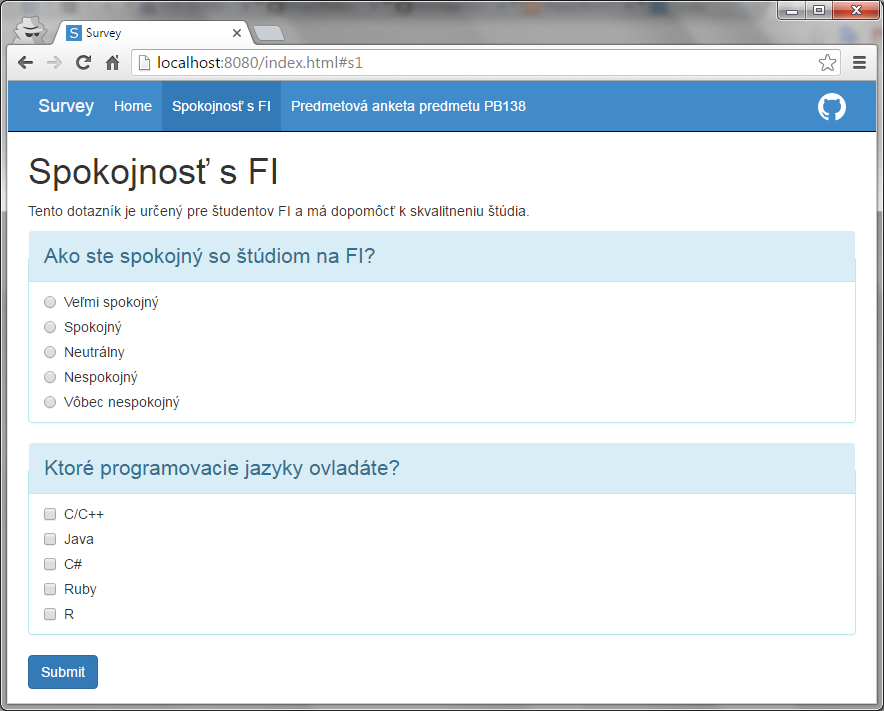 S Survey
localhost:8080/index.html#s1
Survey Home Spokojnosť s FI Predmetová anketa predmetu PB138
Spokojnosť s FI
Tento dotazník je určený pre študentov FI a má dopomôcť k skvalitneniu štúdia.
Ako ste spokojný so štúdiom na FI?
Veľmi spokojný
Spokojný
Neutrálny
Nespokojný
Vôbec nespokojný
Ktoré programovacie jazyky ovládáte?
C/C++
Java
C#
Ruby
R
Submit